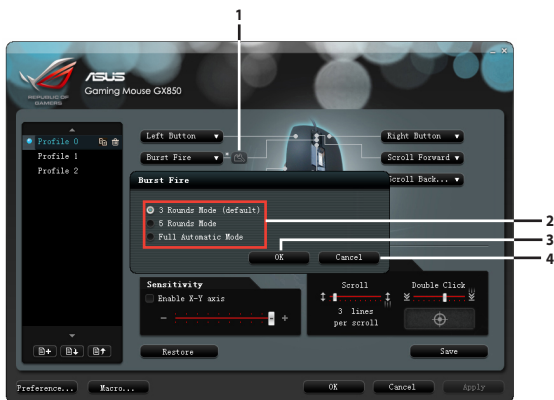 1
ASUS
Gaming Mouse GX850
REPUBLIC OF
GAMERS
Profile 0
Profile 1
Profile 2
Left Button
Right Button
Burst Fire
Scroll Forward
Scroll Back...
Burst Fire
3 Rounds Mode (default)
5 Rounds Mode
Full Automatic Mode
2
OK
Cancel
3
4
Sensitivity
Enable X-Y axis
- +
Scroll
3 lines
per scroll
Double Click
Restore
Save
Preference...
Macro...
OK
Cancel
Apply